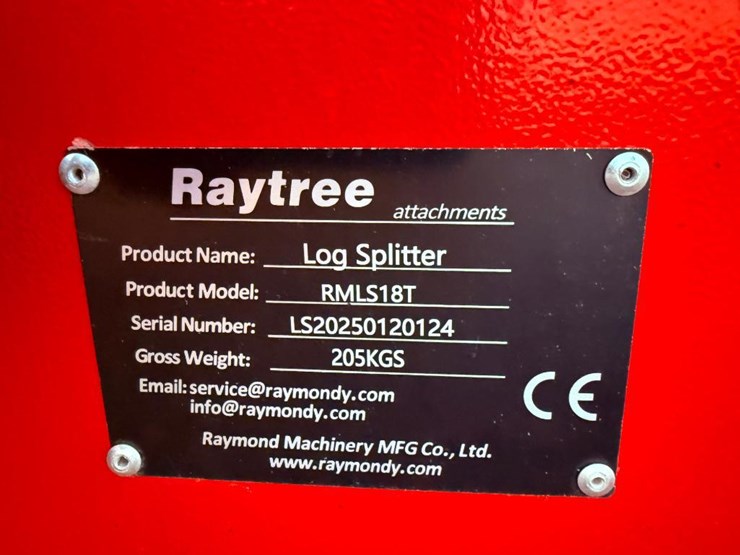 Raytree
attachments
Product Name: Log Splitter
Product Model: RMLS18T
Serial Number: LS20250120124
Gross Weight: 205KGS
Email: service@raymondy.com
info@raymondy.com
CE
Raymond Machinery MFG Co., Ltd.
www.raymondy.com